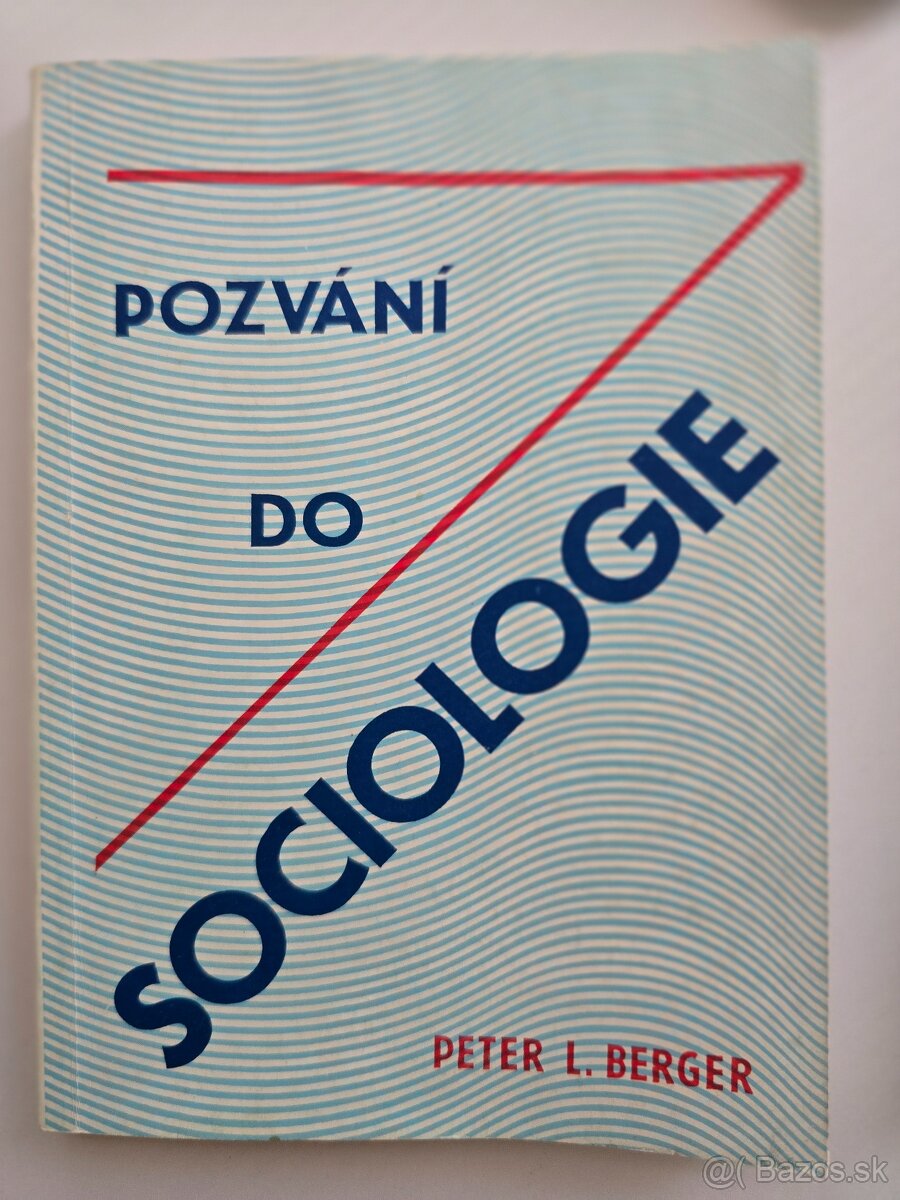 POZVÁNÍ
DO
SOCIOLOGIE
PETER L. BERGER
@( Bazos.sk